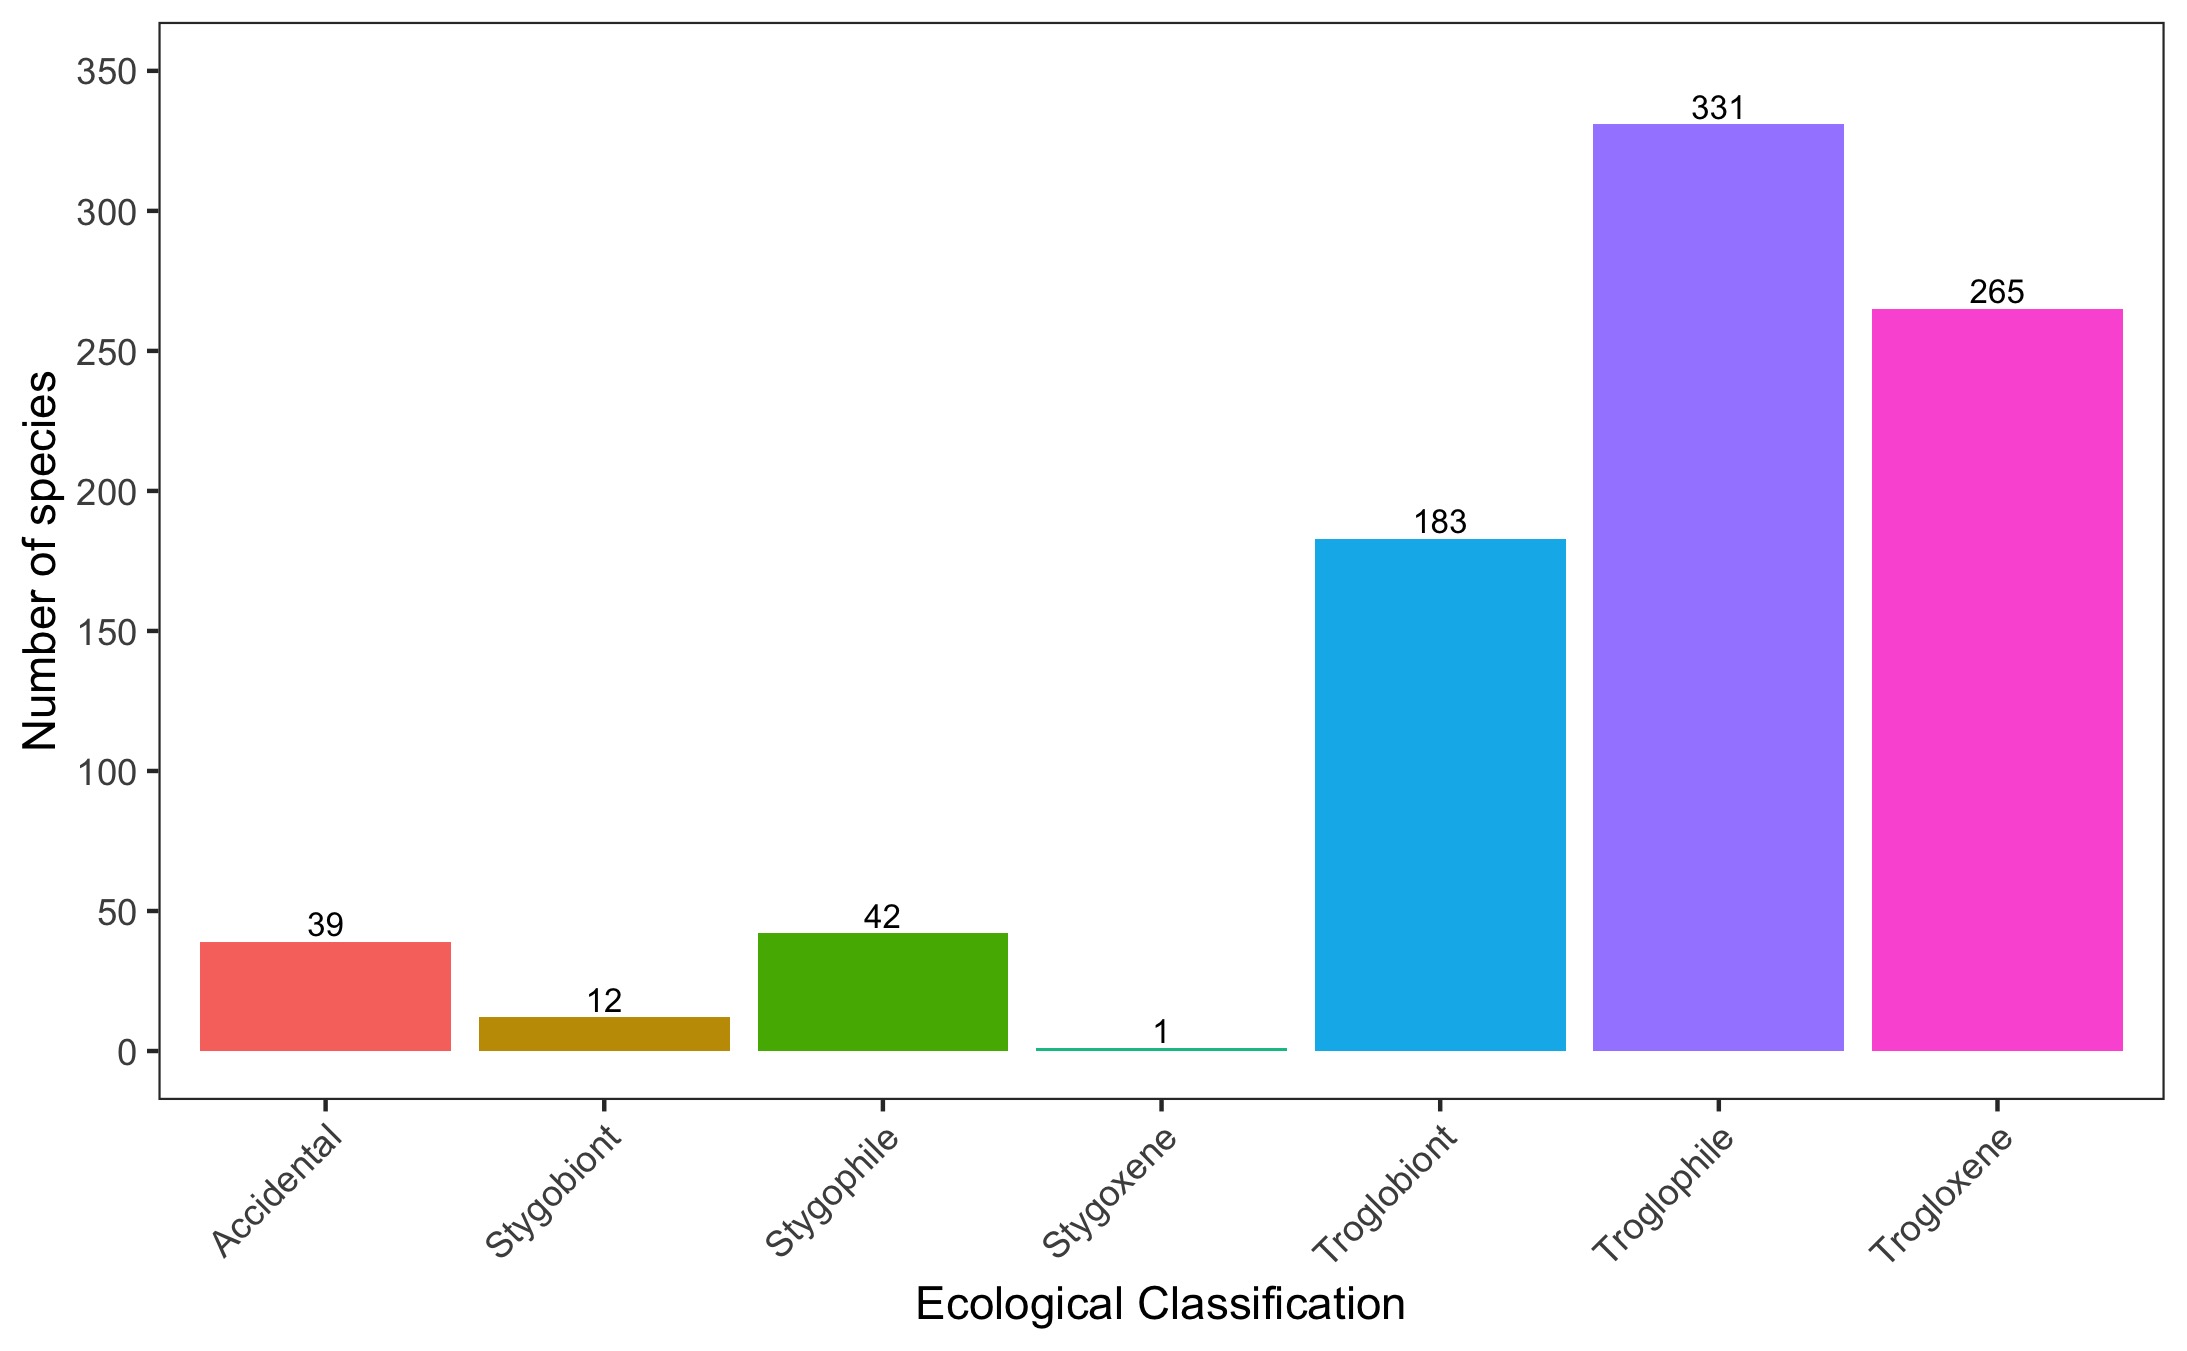 Number of species
350
300
250
200
150
100
50
0
39
12
42
1
183
331
265
Accidental
Stygobiont
Stygophile
Stygoxene
Troglobiont
Troglophile
Trogloxene
Ecological Classification